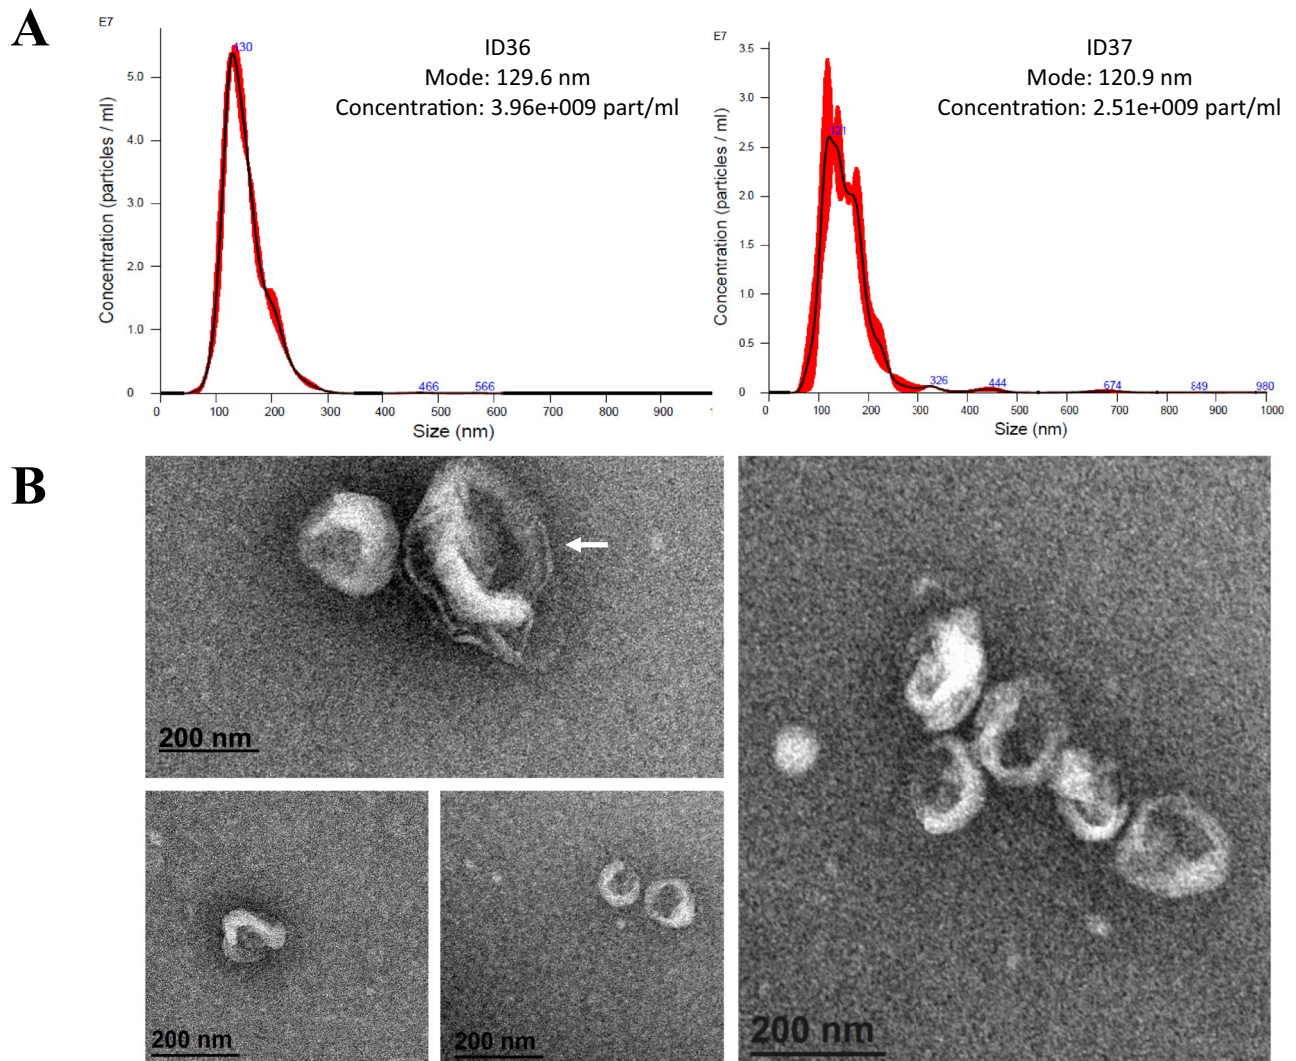 A
E7
130
ID36
Mode: 129.6 nm
Concentration: 3.96e+009 part/ml
5.0
4.0
3.0
2.0
1.0
0
Concentration (particles / ml)
466
566
0
100
200
300
400
500
600
700
800
900
Size (nm)
E7
121
ID37
Mode: 120.9 nm
Concentration: 2.51e+009 part/ml
3.5
3.0
2.5
2.0
1.5
1.0
0.5
0
Concentration (particles / ml)
326
444
674
849
980
0
100
200
300
400
500
600
700
800
900
1000
Size (nm)
B
200 nm
200 nm
200 nm
200 nm